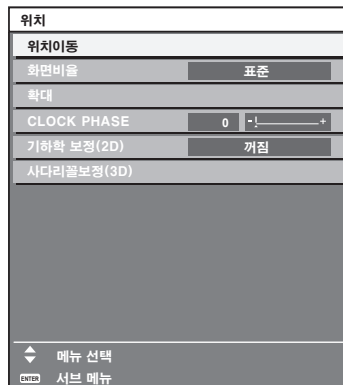 위치
위치이동
화면비율 표준
확대
CLOCK PHASE 0 - +
기하학 보정(2D) 꺼짐
사다리꼴보정(3D)
메뉴 선택
ENTER 서브 메뉴